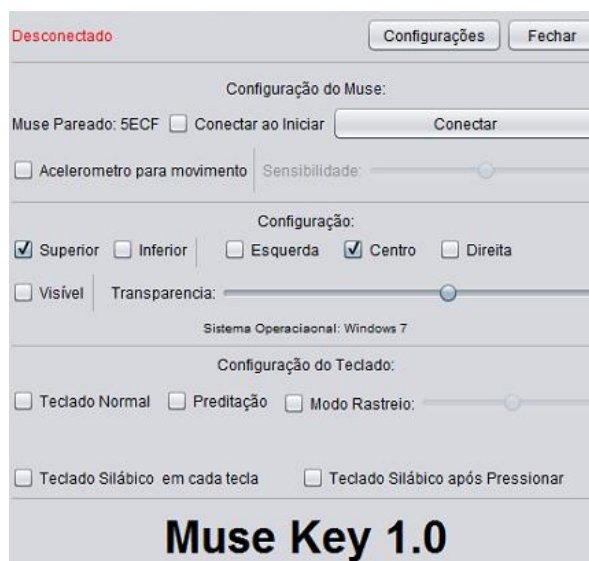 Desconectado Configurações Fechar
Configuração do Muse:
Muse Pareado: 5ECF Conectar ao Iniciar Conectar
Acelerometro para movimento Sensibilidade:
Configuração:
Superior Inferior Esquerda Centro Direita
Visível Transparencia:
Sistema Operaciaonal: Windows 7
Configuração do Teclado:
Teclado Normal Preditação Modo Rastreio:
Teclado Silábico em cada tecla Teclado Silábico após Pressionar
Muse Key 1.0